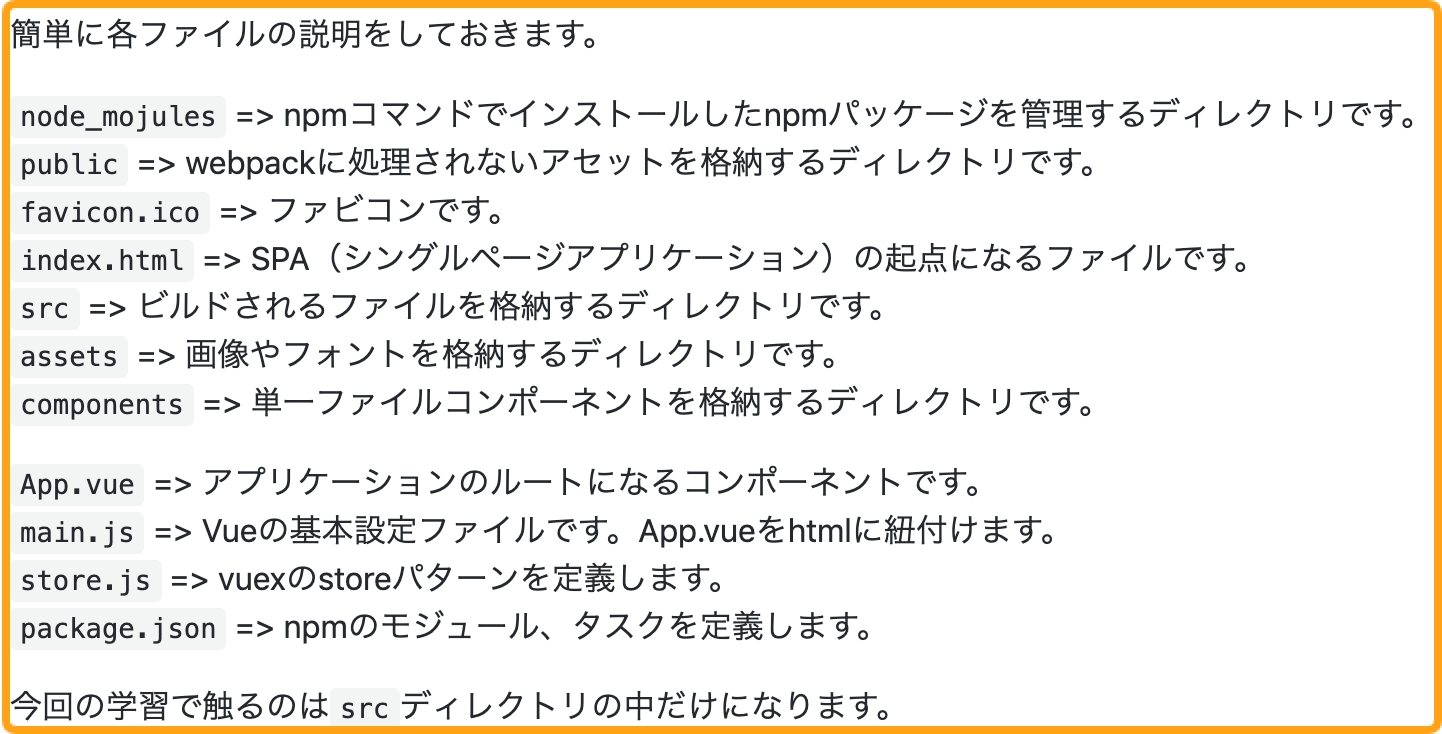 簡単に各ファイルの説明をしておきます。
node_mojules => npmコマンドでインストールしたnpmパッケージを管理するディレクトリです。
public => webpackに処理されないアセットを格納するディレクトリです。
favicon.ico => ファビコンです。
index.html => SPA（シングルページアプリケーション）の起点になるファイルです。
src => ビルドされるファイルを格納するディレクトリです。
assets => 画像やフォントを格納するディレクトリです。
components => 単一ファイルコンポーネントを格納するディレクトリです。
App.vue => アプリケーションのルートになるコンポーネントです。
main.js => Vueの基本設定ファイルです。App.vueをhtmlに紐付けます。
store.js => vuexのstoreパターンを定義します。
package.json => npmのモジュール、タスクを定義します。
今回の学習で触るのは src ディレクトリの中だけになります。